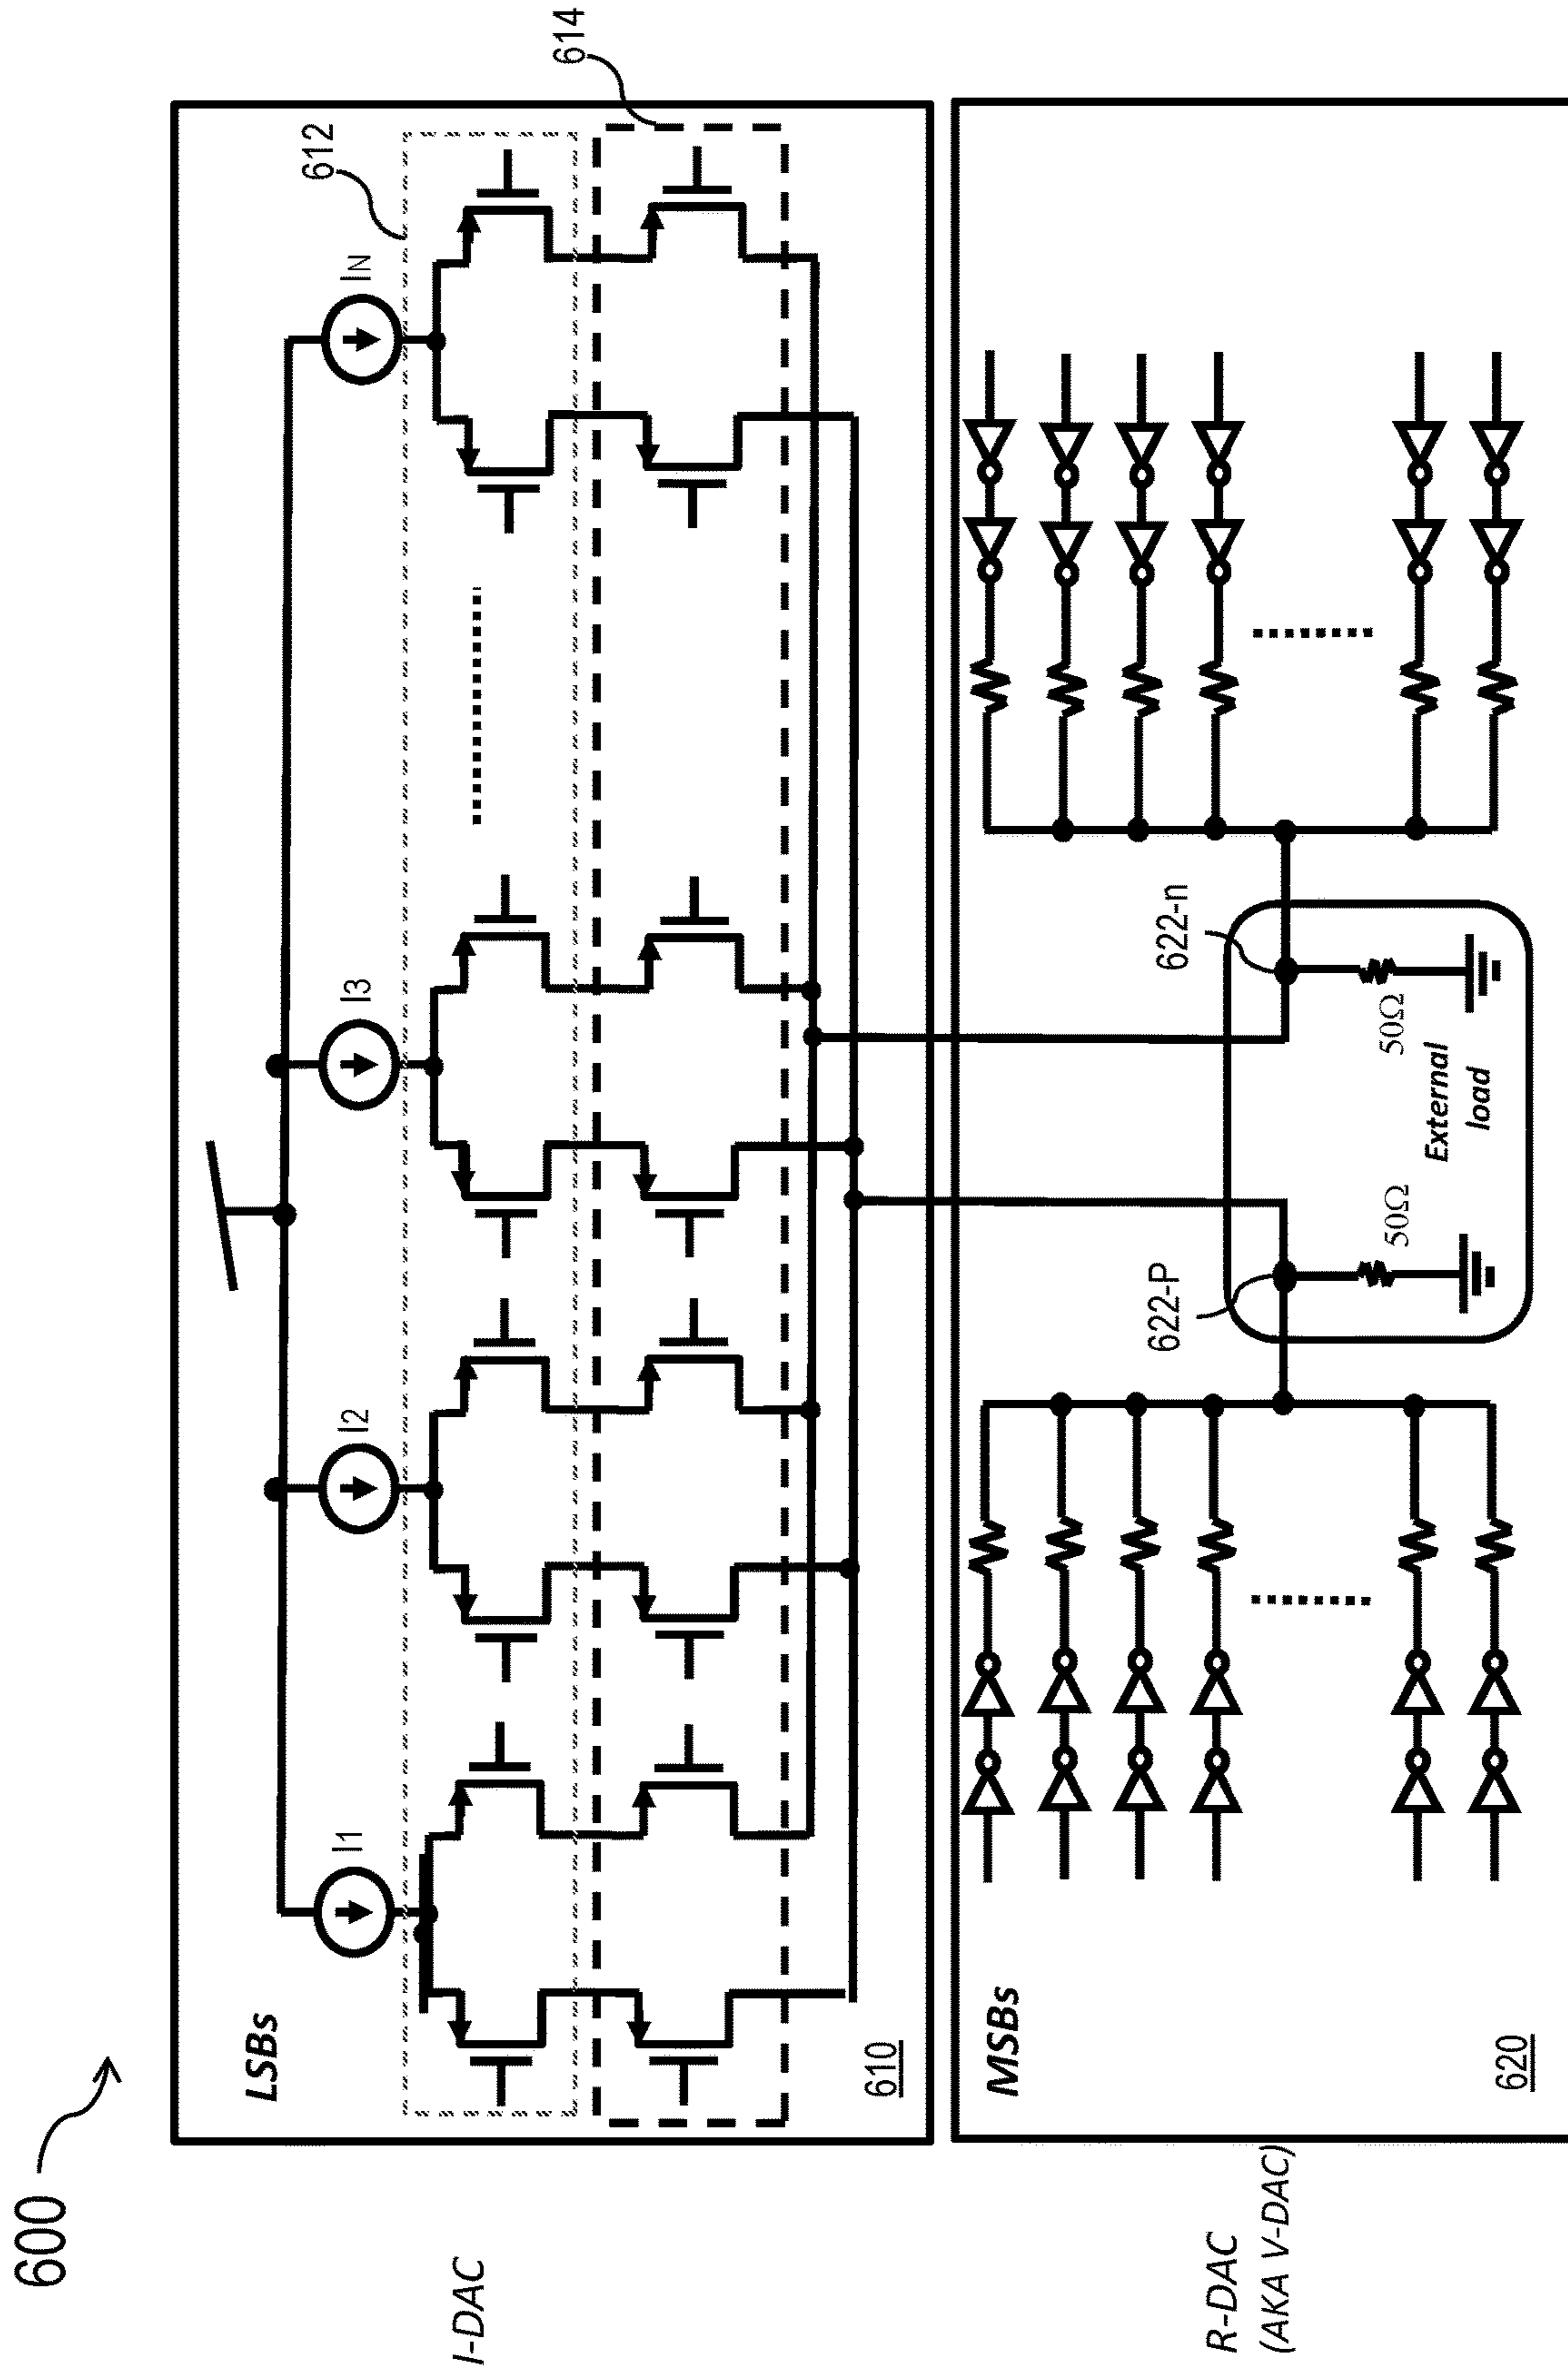 600
I-DAC
LSBs
I1
I2
I3
IN
612
614
610
R-DAC
(AKA V-DAC)
MSBs
622-P
622-n
50Ω
50Ω
External
load
620